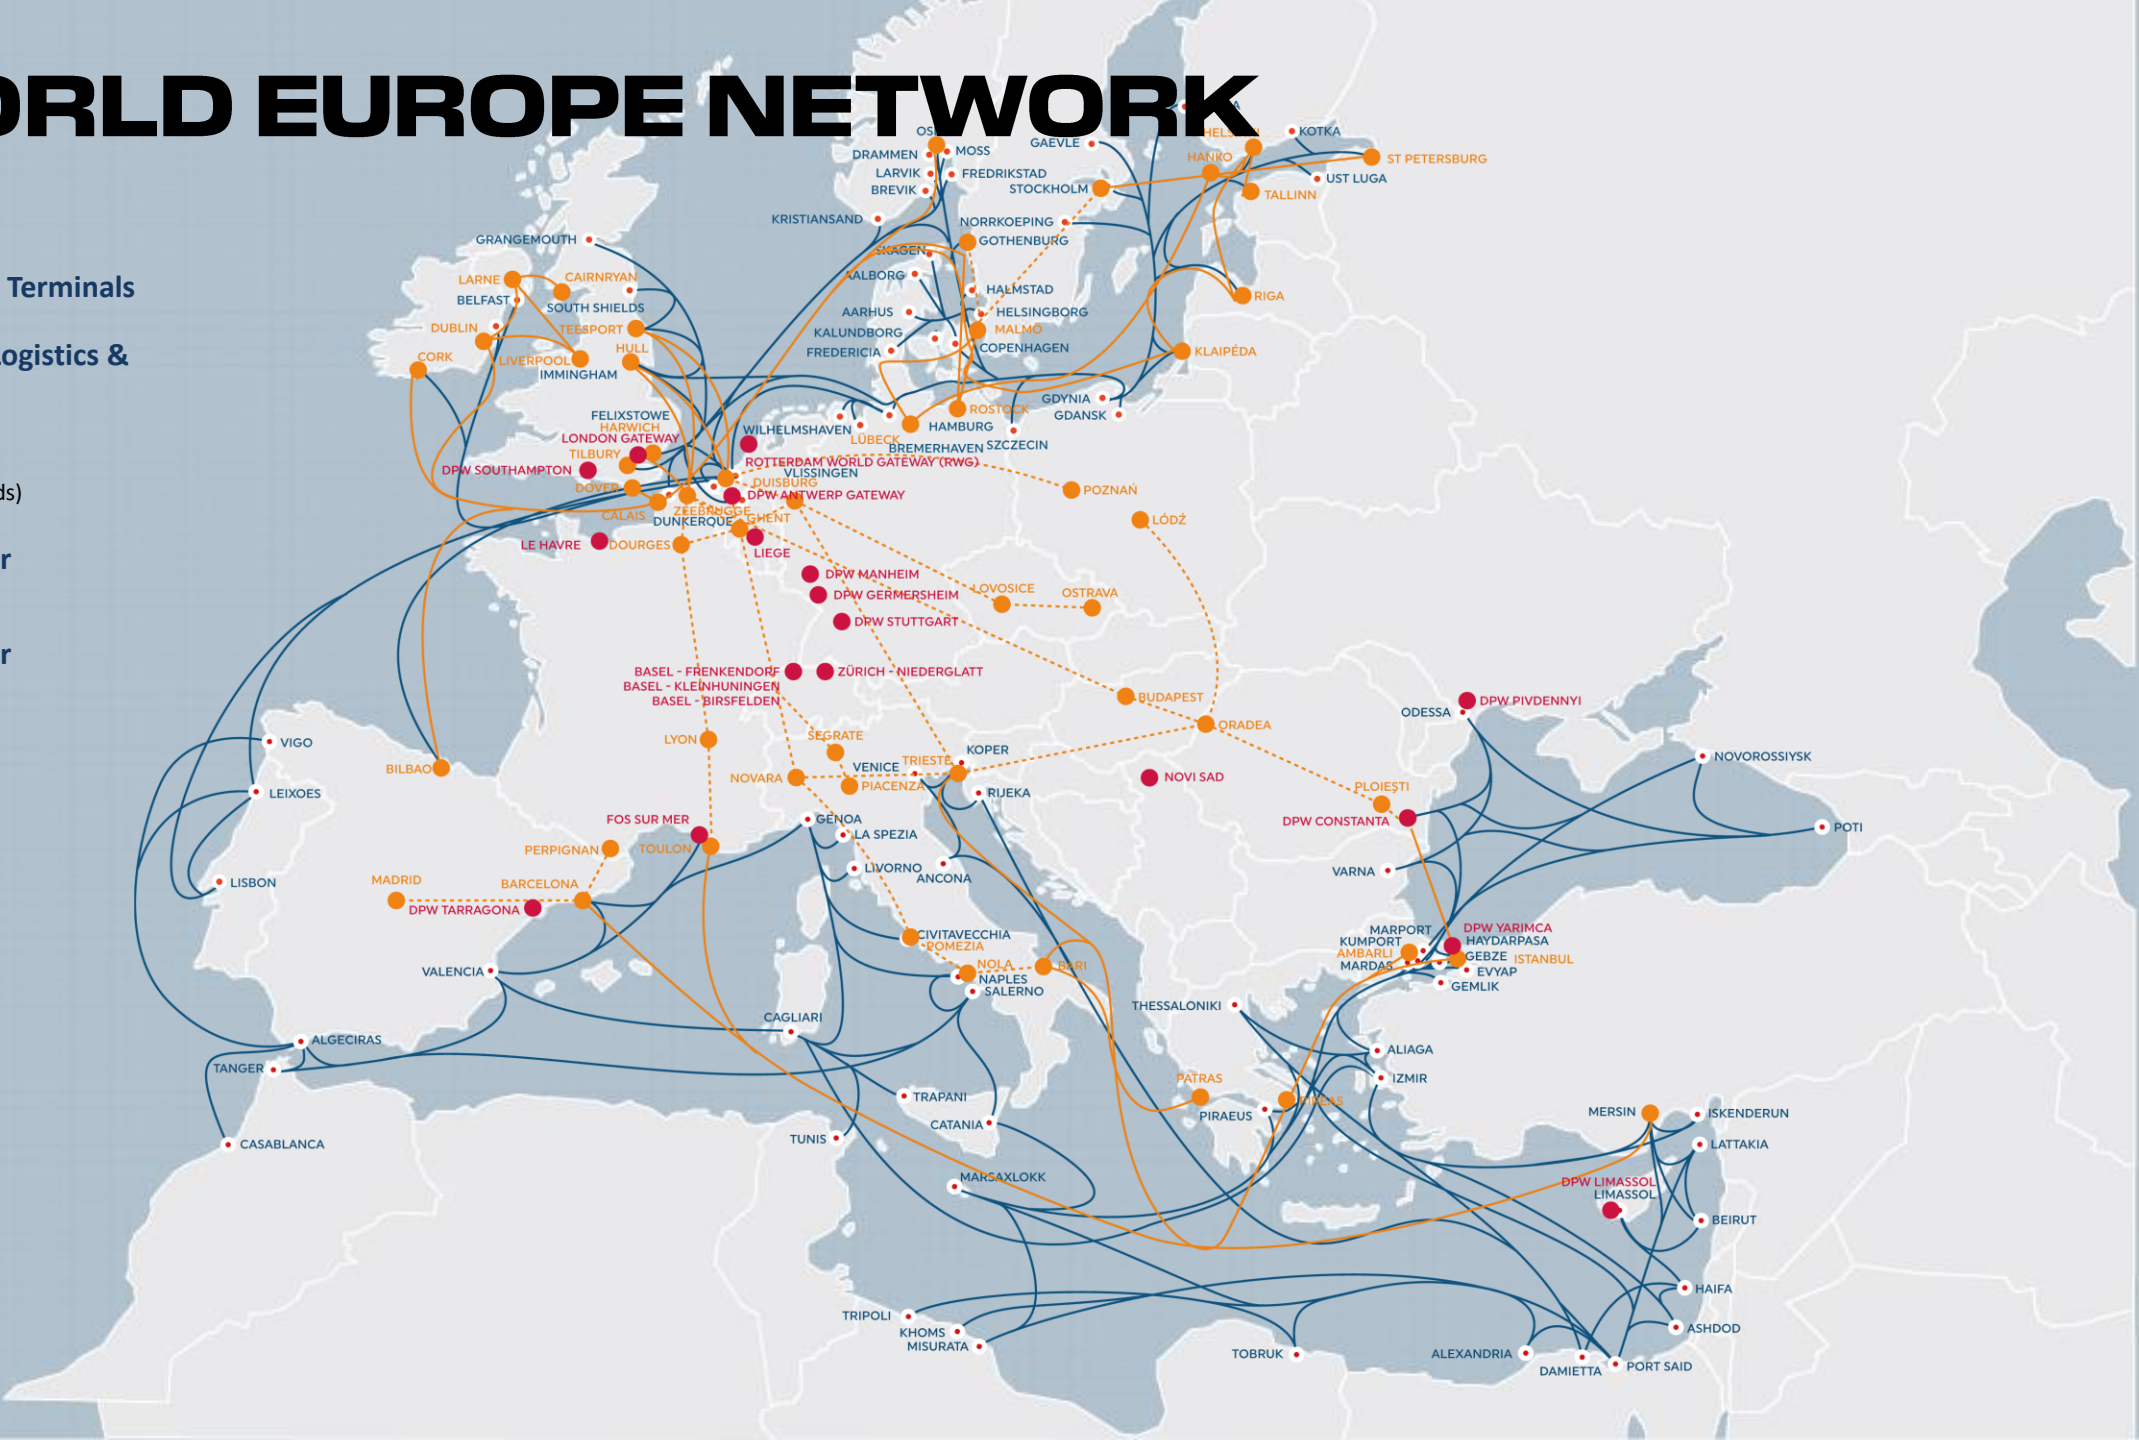 ORLD EUROPE NETWORK
Terminals
Logistics &
ds)
r
r
OS
DRAMMEN
MOSS
LARVIK
FREDRIKSTAD
BREVIK
KRISTIANSAND
GAEVLE
STOCKHOLM
NORRKOEPING
GOTHENBURG
HANKO
KOTKA
ST PETERSBURG
UST LUGA
TALLINN
SKAGEN
AALBORG
HALMSTAD
AARHUS
HELSINGBORG
KALUNDBORG
MALMÖ
FREDERICIA
COPENHAGEN
RIGA
KLAIPÉDA
GDYNIA
GDANSK
GRANGEMOUTH
LARNE
CAIRNRYAN
BELFAST
SOUTH SHIELDS
DUBLIN
TEESPORT
CORK
LIVERPOOL
HULL
IMMINGHAM
FELIXSTOWE
HARWICH
LONDON GATEWAY
TILBURY
DPW SOUTHAMPTON
DOVER
CALAIS
ZEEBRUGGE
DUNKERQUE
GHENT
WILHELMSHAVEN
LÜBECK
HAMBURG
ROSTOCK
BREMERHAVEN
SZCZECIN
ROTTERDAM WORLD GATEWAY (RWG)
VLISSINGEN
DUISBURG
DPW ANTWERP GATEWAY
LE HAVRE
DOURGES
LIEGE
POZNAŃ
LÓDŹ
DPW MANHEIM
DPW GERMERSHEIM
DPW STUTTGART
LOVOSICE
OSTRAVA
BASEL - FRENKENDORF
BASEL - KLEINHUNINGEN
BASEL - BIRSFELDEN
ZÜRICH - NIEDERGLATT
BUDAPEST
ORADEA
LYON
SEGRATE
NOVARA
VENICE
TRIESTE
KOPER
PIACENZA
RIJEKA
NOVI SAD
DPW PIVDENNYI
ODESSA
NOVOROSSIYSK
PLOIEȘTI
DPW CONSTANTA
POTI
VARNA
VIGO
BILBAO
LEIXOES
LISBON
FOS SUR MER
TOULON
PERPIGNAN
GENOA
LA SPEZIA
LIVORNO
ANCONA
MADRID
BARCELONA
DPW TARRAGONA
VALENCIA
CIVITAVECCHIA
POMEZIA
NOLA
BARI
NAPLES
SALERNO
CAGLIARI
MARPORT
KUMPORT
AMBARLI
MARDAS
DPW YARIMCA
HAYDARPASA
GEBZE
ISTANBUL
EVYAP
GEMLIK
THESSALONIKI
ALIAGA
IZMIR
PATRAS
PIRAEUS
ALGECIRAS
TANGER
CASABLANCA
TRAPANI
CATANIA
TUNIS
MARSAXLOKK
MERSIN
ISKENDERUN
LATTAKIA
DPW LIMASSOL
LIMASSOL
BEIRUT
HAIFA
ASHDOD
TRIPOLI
KHOMS
MISURATA
TOBRUK
ALEXANDRIA
DAMIETTA
PORT SAID